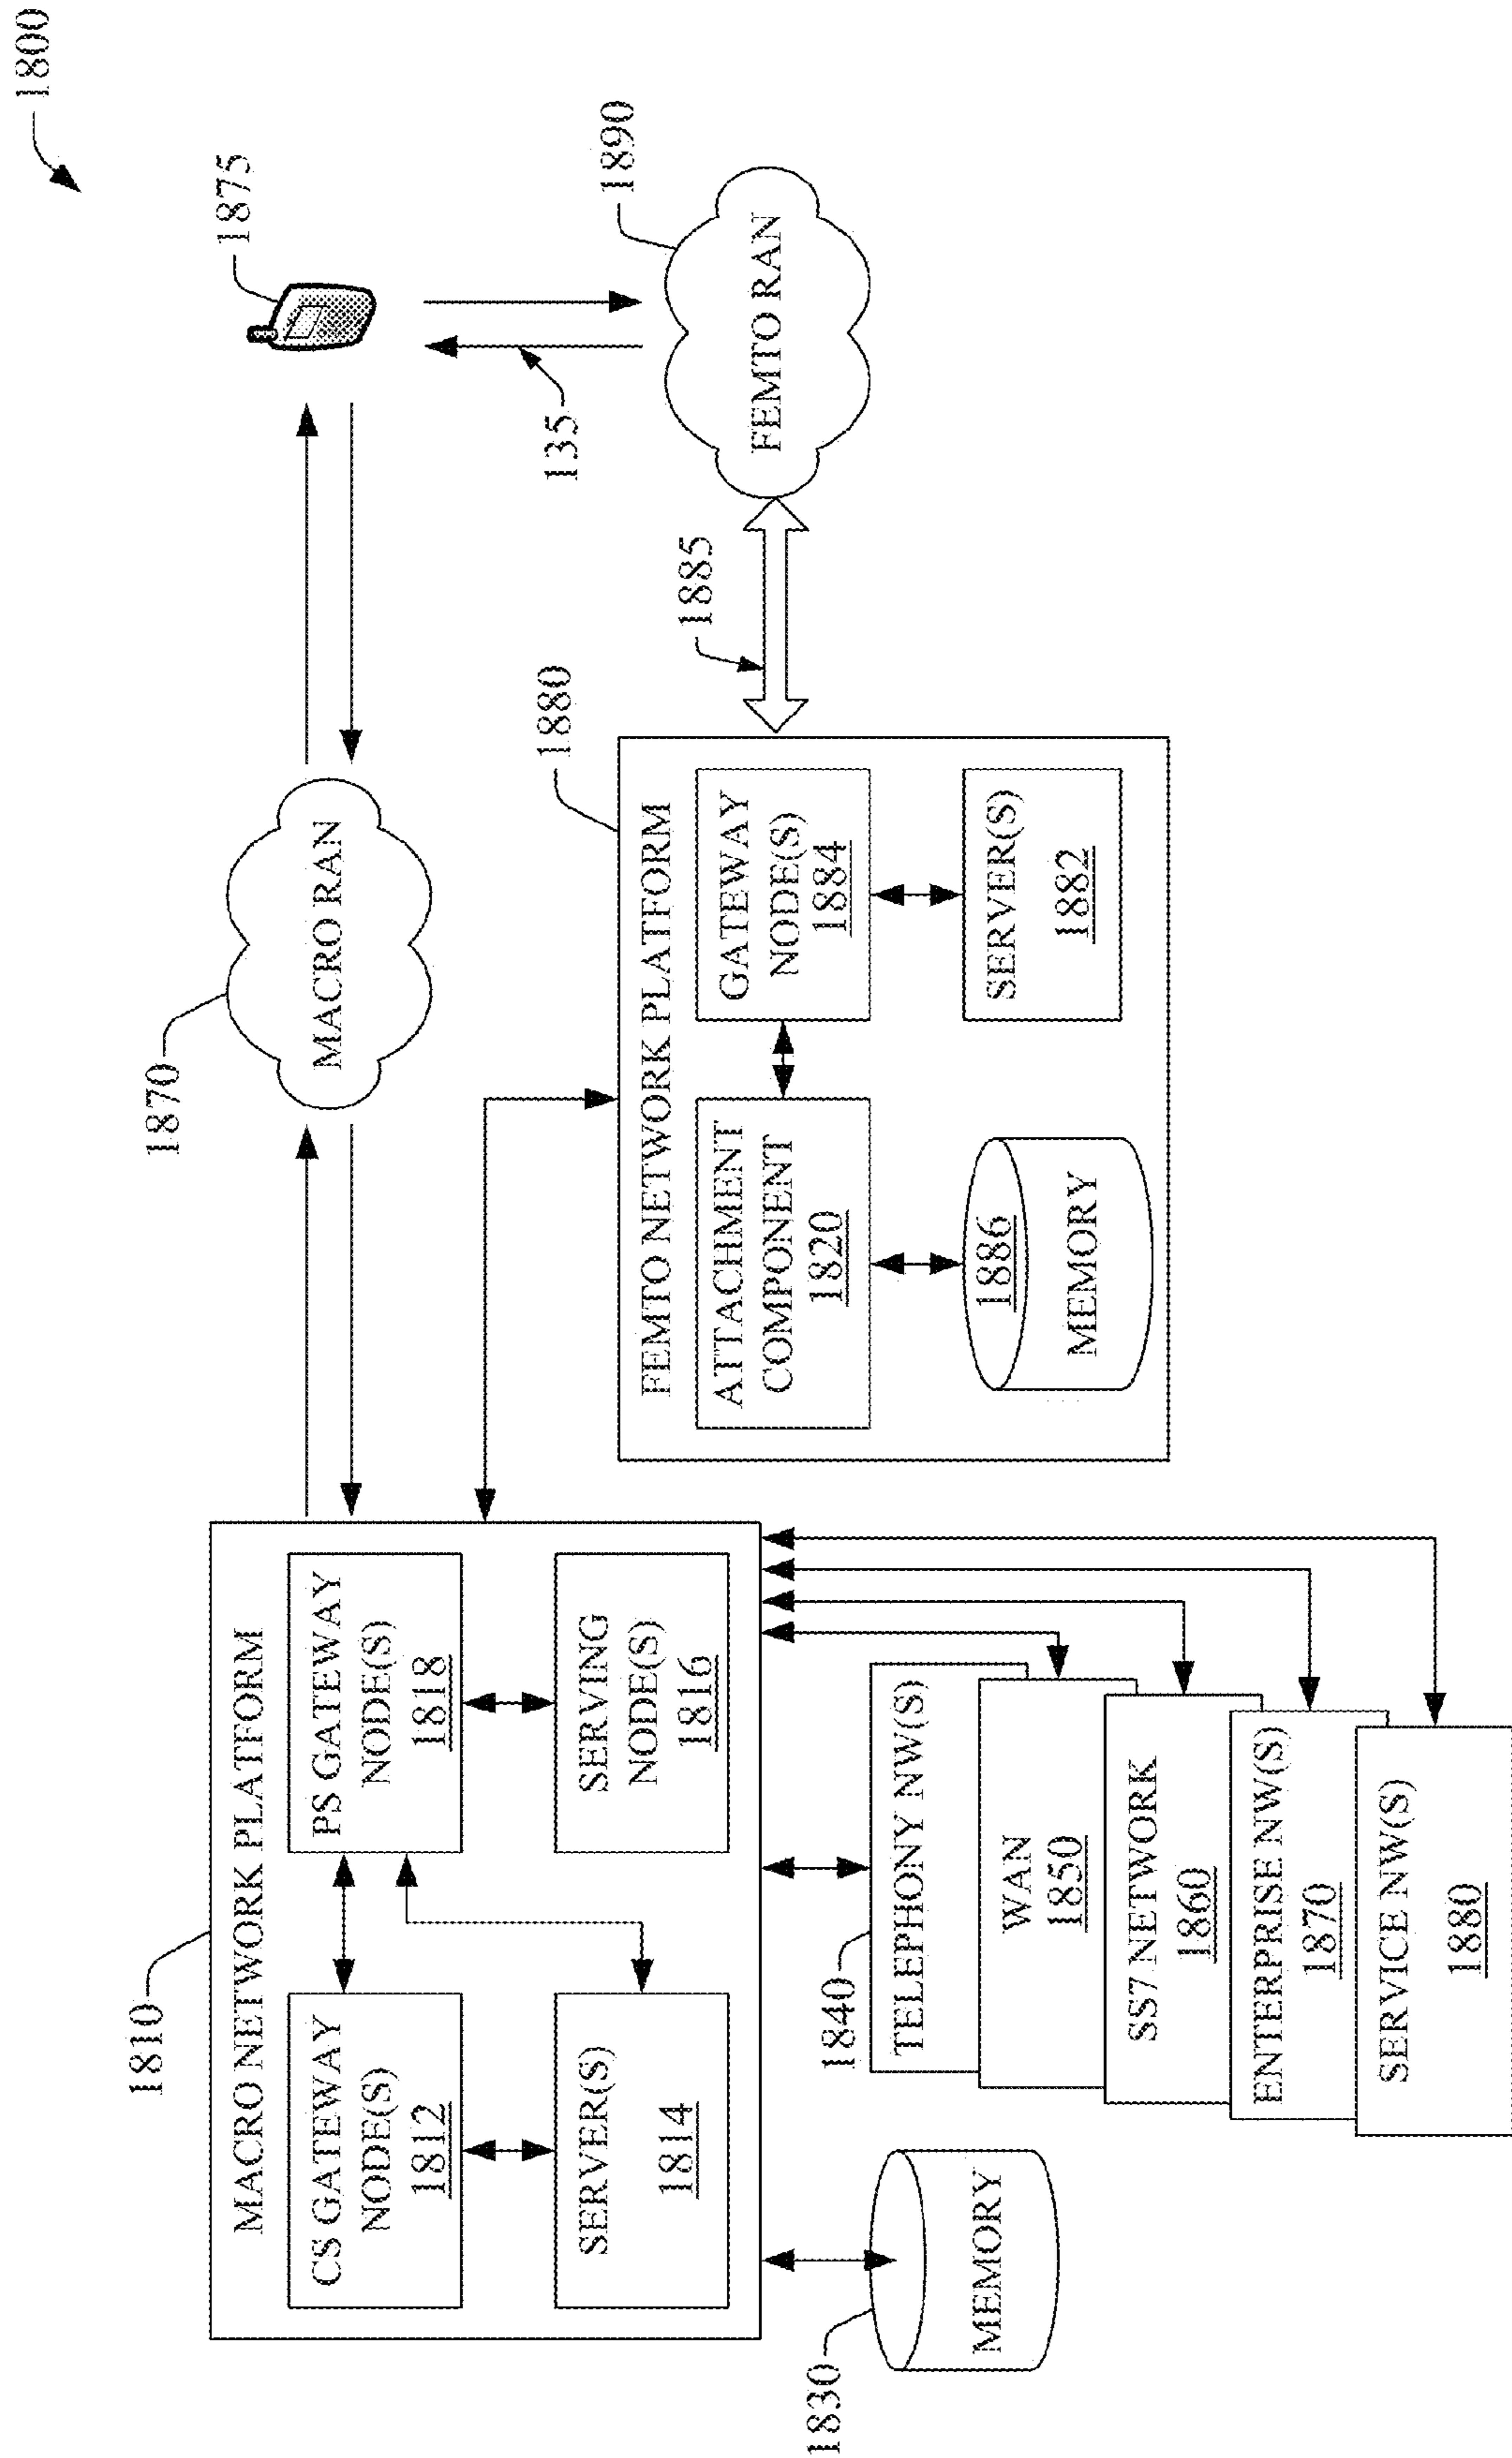 1800
1810
MACRO NETWORK PLATFORM
CS GATEWAY
NODE(S)
1812
PS GATEWAY
NODE(S)
1818
SERVER(S)
1814
SERVING
NODE(S)
1816
1870
MACRO RAN
1875
135
1830
MEMORY
1840
TELEPHONY NW(S)
WAN
1850
SS7 NETWORK
1860
ENTERPRISE NW(S)
1870
SERVICE NW(S)
1880
1880
FEMTO NETWORK PLATFORM
ATTACHMENT
COMPONENT
1820
GATEWAY
NODE(S)
1884
1886
MEMORY
SERVER(S)
1882
1885
1890
FEMTO RAN